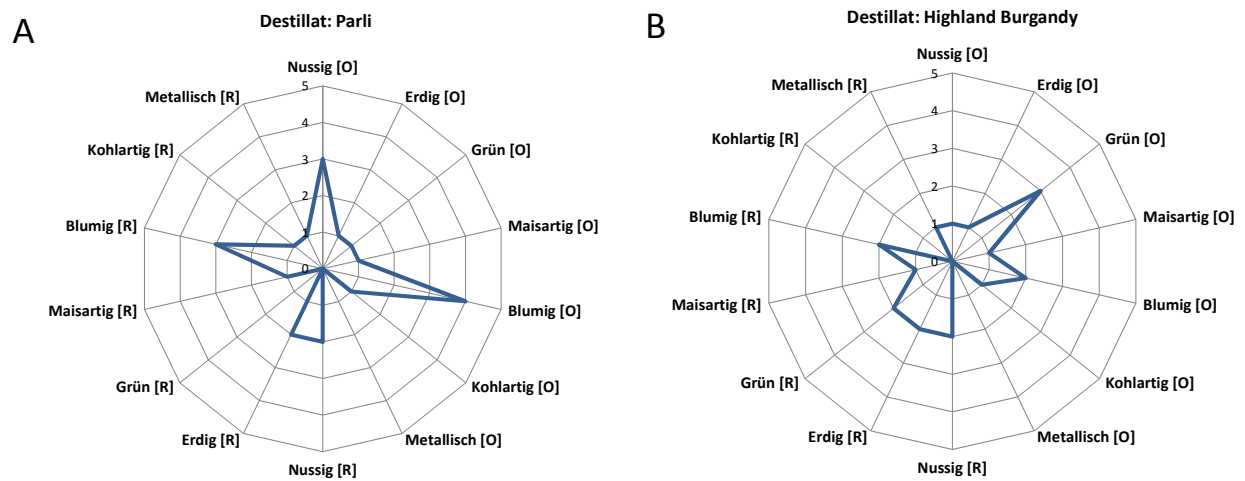 A
Destillat: Parli
Nussig [O]
Erdig [O]
Grün [O]
Maisartig [O]
Blumig [O]
Kohlartig [O]
Metallisch [O]
Nussig [R]
Erdig [R]
Grün [R]
Maisartig [R]
Blumig [R]
Kohlartig [R]
Metallisch [R]
5
4
3
2
1
0
B
Destillat: Highland Burgandy
Nussig [O]
Erdig [O]
Grün [O]
Maisartig [O]
Blumig [O]
Kohlartig [O]
Metallisch [O]
Nussig [R]
Erdig [R]
Grün [R]
Maisartig [R]
Blumig [R]
Kohlartig [R]
Metallisch [R]
5
4
3
2
1
0